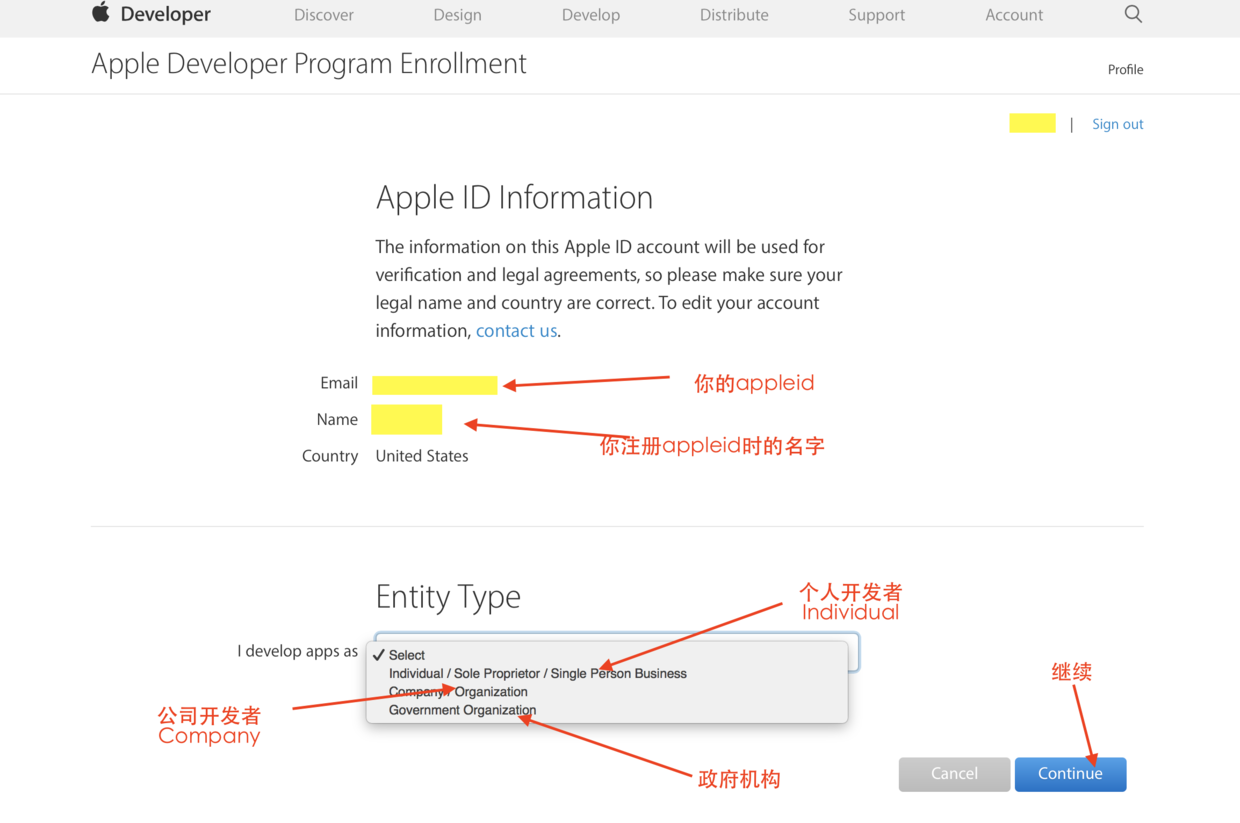 Developer
Discover
Design
Develop
Distribute
Support
Account
Apple Developer Program Enrollment
Profile
| Sign out
Apple ID Information
The information on this Apple ID account will be used for
verification and legal agreements, so please make sure your
legal name and country are correct. To edit your account
information, contact us.
Email
你的appleid
Name
你注册appleid时的名字
Country United States
Entity Type
个人开发者
Individual
I develop apps as
Select
Individual / Sole Proprietor / Single Person Business
Company / Organization
Government Organization
公司开发者
Company
继续
政府机构
Cancel
Continue